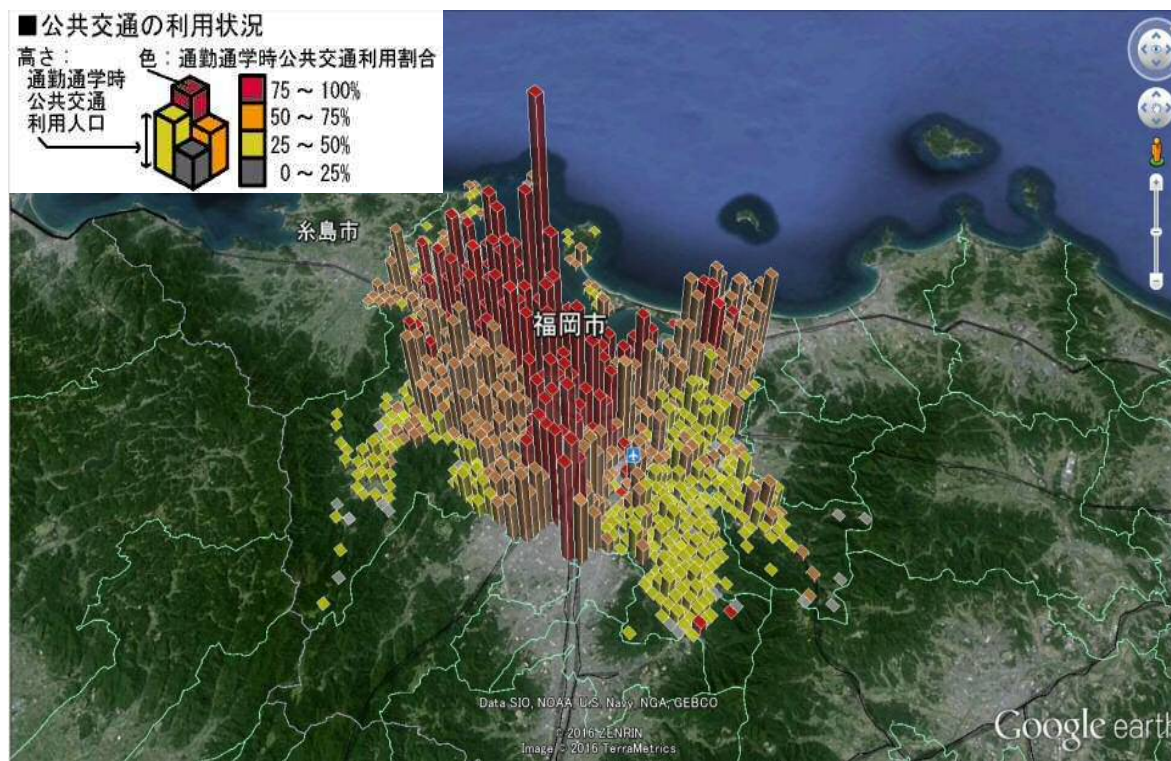 ■公共交通の利用状況
高さ：
通勤通学時
公共交通
利用人口
色：通勤通学時公共交通利用割合
75～100%
50～75%
25～50%
0～25%
糸島市
福岡市
Data SIO, NOAA, U.S. Navy, NGA, GEBCO
© 2016 ZENRIN
Image © 2016 TerraMetrics
Google earth